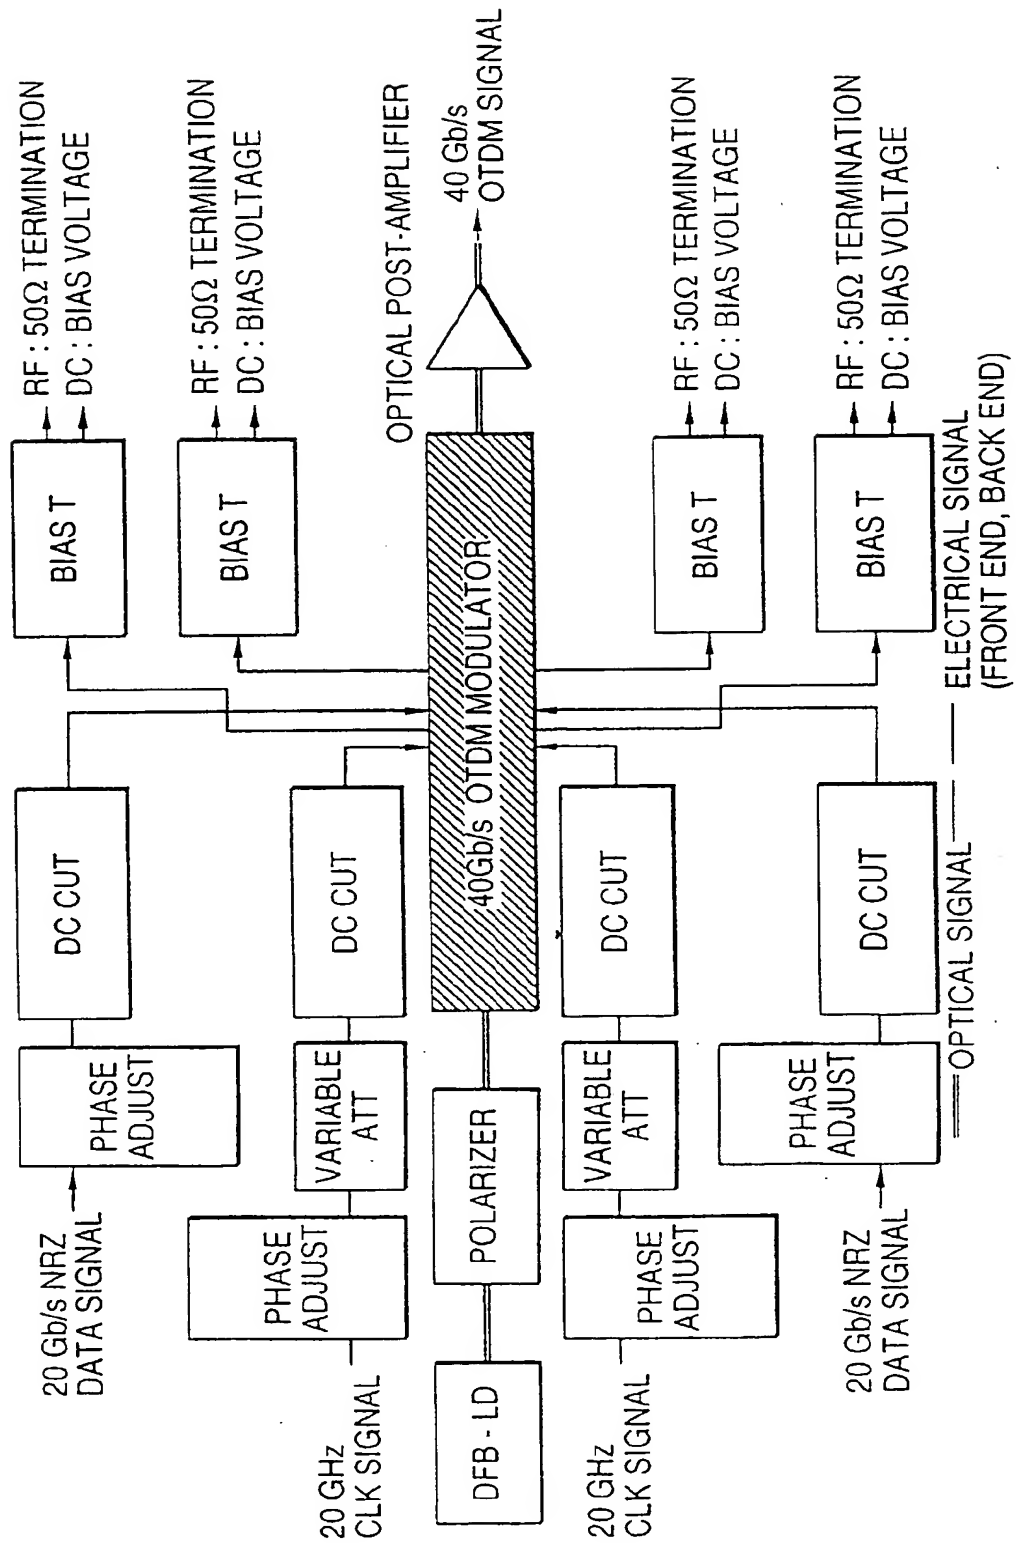 20 Gb/s NRZ
DATA SIGNAL
PHASE
ADJUST
DC CUT
BIAS T
RF : 50Ω TERMINATION
DC : BIAS VOLTAGE
20 GHz
CLK SIGNAL
PHASE
ADJUST
VARIABLE
ATT
DC CUT
BIAS T
RF : 50Ω TERMINATION
DC : BIAS VOLTAGE
DFB - LD
POLARIZER
40Gb/s OTDM MODULATOR
OPTICAL POST-AMPLIFIER
40 Gb/s
OTDM SIGNAL
20 GHz
CLK SIGNAL
PHASE
ADJUST
VARIABLE
ATT
DC CUT
BIAS T
RF : 50Ω TERMINATION
DC : BIAS VOLTAGE
20 Gb/s NRZ
DATA SIGNAL
PHASE
ADJUST
DC CUT
BIAS T
RF : 50Ω TERMINATION
DC : BIAS VOLTAGE
OPTICAL SIGNAL
ELECTRICAL SIGNAL
(FRONT END, BACK END)